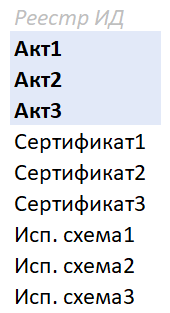 Реестр ИД
Акт1
Акт2
Акт3
Сертификат1
Сертификат2
Сертификат3
Исп. схема1
Исп. схема2
Исп. схема3